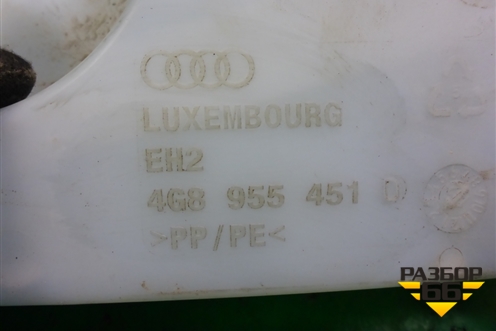 LUXEMBOURG
EH2
4G8 955 451 D
>PP/PE<
РАЗБОР
66